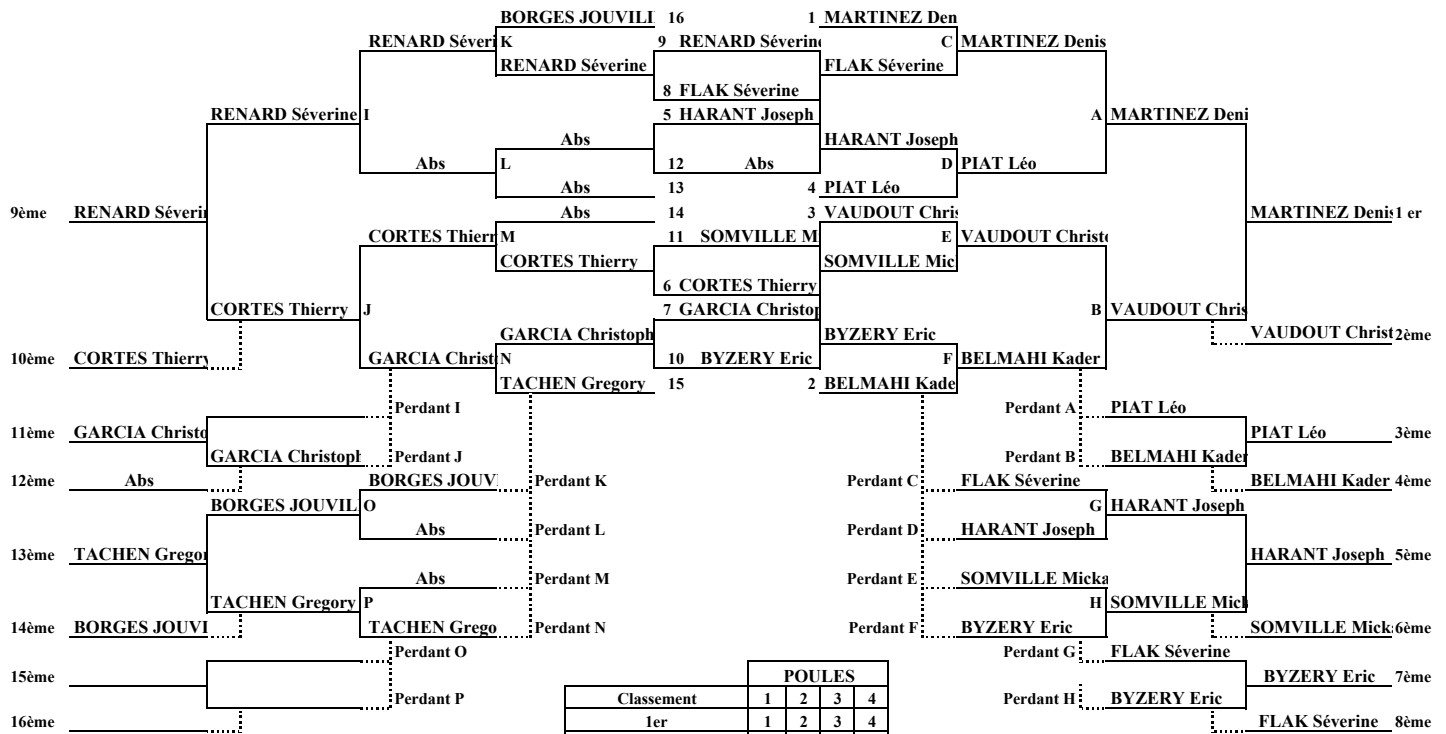 BORGES JOUVILI 16 1 MARTINEZ Den
RENARD Séveri K 9 RENARD Séverine C MARTINEZ Denis
RENARD Séverine FLAK Séverine
8 FLAK Séverine
RENARD Séverine I 5 HARANT Joseph A MARTINEZ Deni
Abs HARANT Joseph
Abs L 12 Abs D PIAT Léo
Abs 13 4 PIAT Léo
9ème RENARD Séverin Abs 14 3 VAUDOUT Chris MARTINEZ Denis 1 er
CORTES Thierr M 11 SOMVILLE M E VAUDOUT Christo
CORTES Thierry SOMVILLE Mic
6 CORTES Thierry
CORTES Thierry J 7 GARCIA Christop B VAUDOUT Chris
GARCIA Christoph BYZERY Eric VAUDOUT Christ 2ème
10ème CORTES Thierry GARCIA Christ N 10 BYZERY Eric F BELMAHI Kader
TACHEN Gregory 15 2 BELMAHI Kade
Perdant I Perdant A PIAT Léo
11ème GARCIA Christo PIAT Léo 3ème
GARCIA Christoph Perdant J Perdant B BELMAHI Kader
12ème Abs BORGES JOUVI Perdant K Perdant C FLAK Séverine BELMAHI Kader 4ème
BORGES JOUVIL O G HARANT Joseph
Abs Perdant L Perdant D HARANT Joseph
13ème TACHEN Gregor HARANT Joseph 5ème
Abs Perdant M Perdant E SOMVILLE Micka
TACHEN Gregory P H SOMVILLE Mich
14ème BORGES JOUVI TACHEN Grego Perdant N Perdant F BYZERY Eric SOMVILLE Mick 6ème
Perdant O Perdant G FLAK Séverine
15ème POULES BYZERY Eric 7ème
Perdant P Classement 1 2 3 4 Perdant H BYZERY Eric
16ème 1er 1 2 3 4 FLAK Séverine 8ème